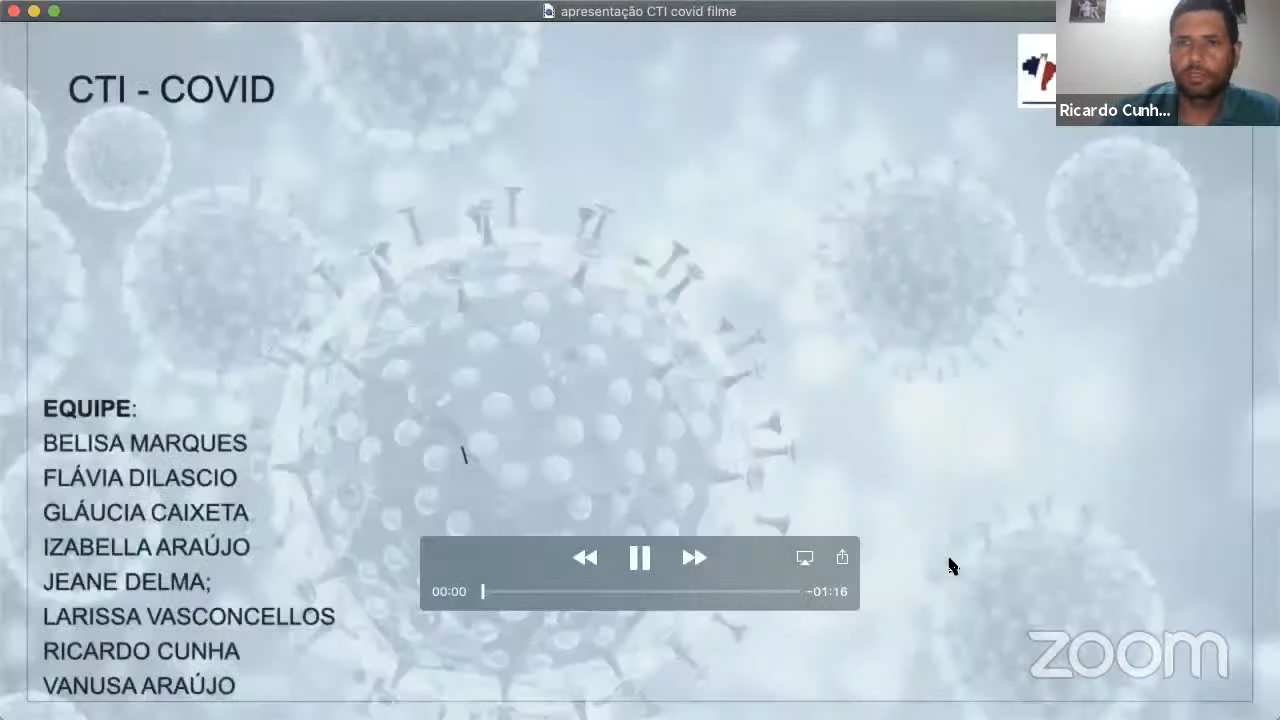 apresentação CTI covid filme
CTI - COVID
Ricardo Cunh...
EQUIPE:
BELISA MARQUES
FLÁVIA DILASCIO
GLÁUCIA CAIXETA
IZABELLA ARAÚJO
JEANE DELMA;
LARISSA VASCONCELLOS
RICARDO CUNHA
VANUSA ARAÚJO
00:00
-01:16
zoom